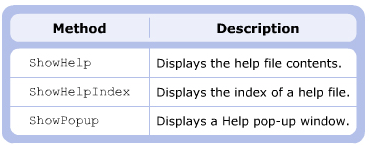 Method Description
ShowHelp Displays the help file contents.
ShowHelpIndex Displays the index of a help file.
ShowPopup Displays a Help pop-up window.